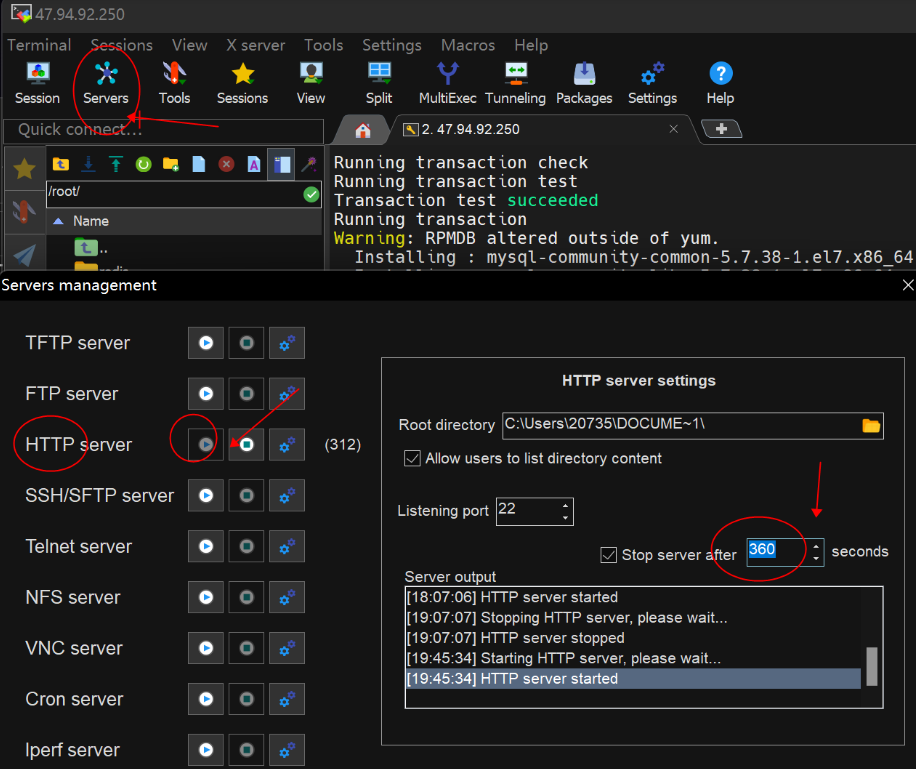 47.94.92.250
Terminal Sessions View X server Tools Settings Macros Help
Session Servers Tools Sessions View Split MultiExec Tunneling Packages Settings Help
Quick connect...
2. 47.94.92.250
/root/
Name
..
Running transaction check
Running transaction test
Transaction test succeeded
Running transaction
Warning: RPMDB altered outside of yum.
Installing : mysql-community-common-5.7.38-1.el7.x86_64
Servers management
TFTP server
FTP server
HTTP server (312)
SSH/SFTP server
Telnet server
NFS server
VNC server
Cron server
Iperf server
HTTP server settings
Root directory C:\Users\20735\DOCUME~1\
Allow users to list directory content
Listening port 22
Stop server after 360 seconds
Server output
[18:07:06] HTTP server started
[19:07:07] Stopping HTTP server, please wait...
[19:07:07] HTTP server stopped
[19:45:34] Starting HTTP server, please wait...
[19:45:34] HTTP server started